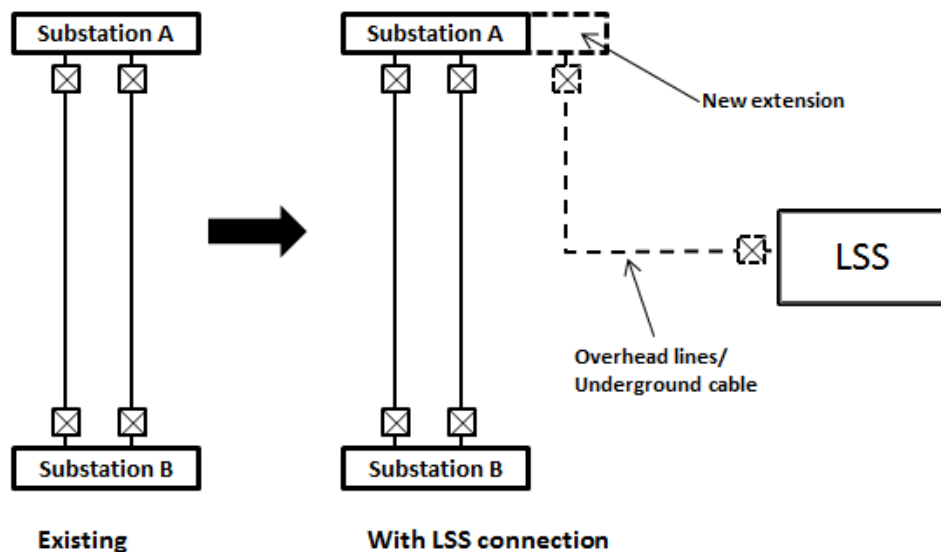 Substation A
Substation A
New extension
LSS
Overhead lines/
Underground cable
Substation B
Substation B
Existing
With LSS connection